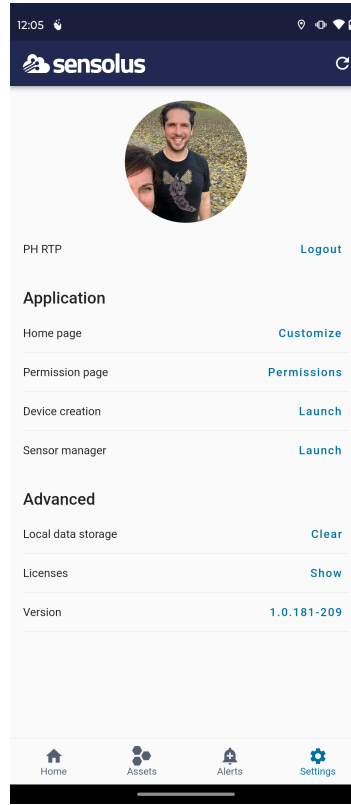 12:05
sensolus
PH RTP Logout
Application
Home page Customize
Permission page Permissions
Device creation Launch
Sensor manager Launch
Advanced
Local data storage Clear
Licenses Show
Version 1.0.181-209
Home Assets Alerts Settings